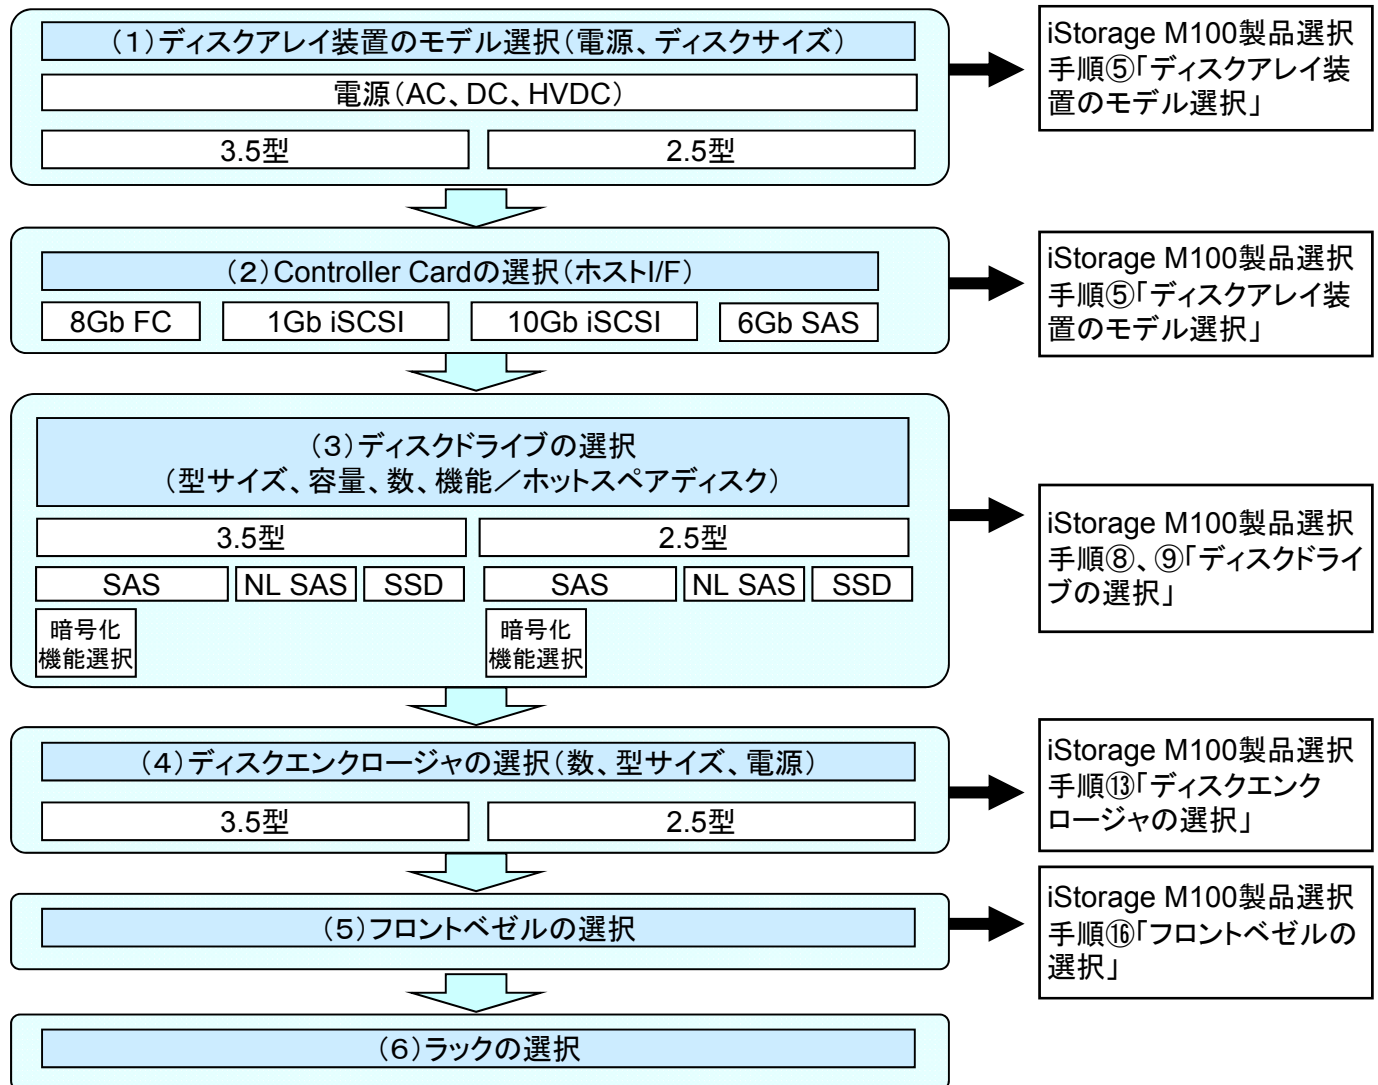 （1）ディスクアレイ装置のモデル選択（電源、ディスクサイズ）
電源（AC、DC、HVDC）
3.5型
2.5型
iStorage M100製品選択
手順⑤「ディスクアレイ装
置のモデル選択」
（2）Controller Cardの選択（ホストI/F）
8Gb FC
1Gb iSCSI
10Gb iSCSI
6Gb SAS
iStorage M100製品選択
手順⑤「ディスクアレイ装
置のモデル選択」
（3）ディスクドライブの選択
（型サイズ、容量、数、機能／ホットスペアディスク）
3.5型
2.5型
SAS
NL SAS
SSD
SAS
NL SAS
SSD
暗号化
機能選択
暗号化
機能選択
iStorage M100製品選択
手順⑧、⑨「ディスクドライ
ブの選択」
（4）ディスクエンクロージャの選択（数、型サイズ、電源）
3.5型
2.5型
iStorage M100製品選択
手順⑬「ディスクエンク
ロージャの選択」
（5）フロントベゼルの選択
iStorage M100製品選択
手順⑯「フロントベゼルの
選択」
（6）ラックの選択